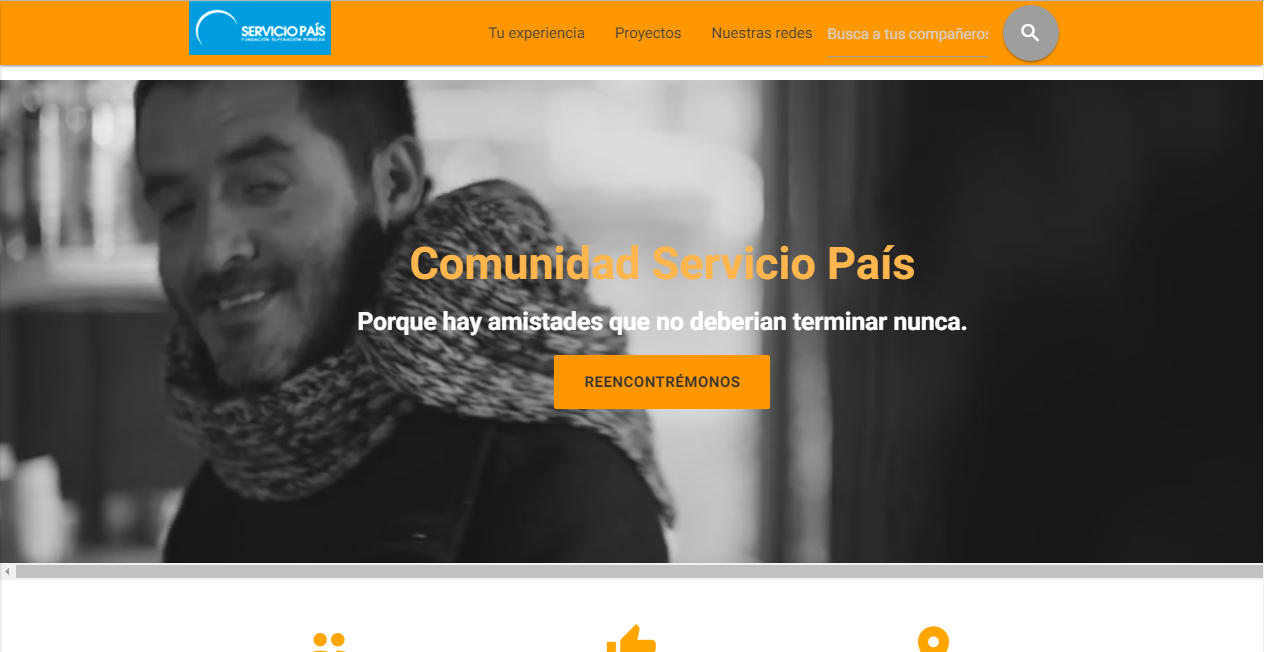 SERVICIO PAÍS
FUNDACIÓN SUPERACIÓN POBREZA
Tu experiencia
Proyectos
Nuestras redes
Busca a tus compañeros
Comunidad Servicio País
Porque hay amistades que no deberian terminar nunca.
REENCONTRÉMONOS